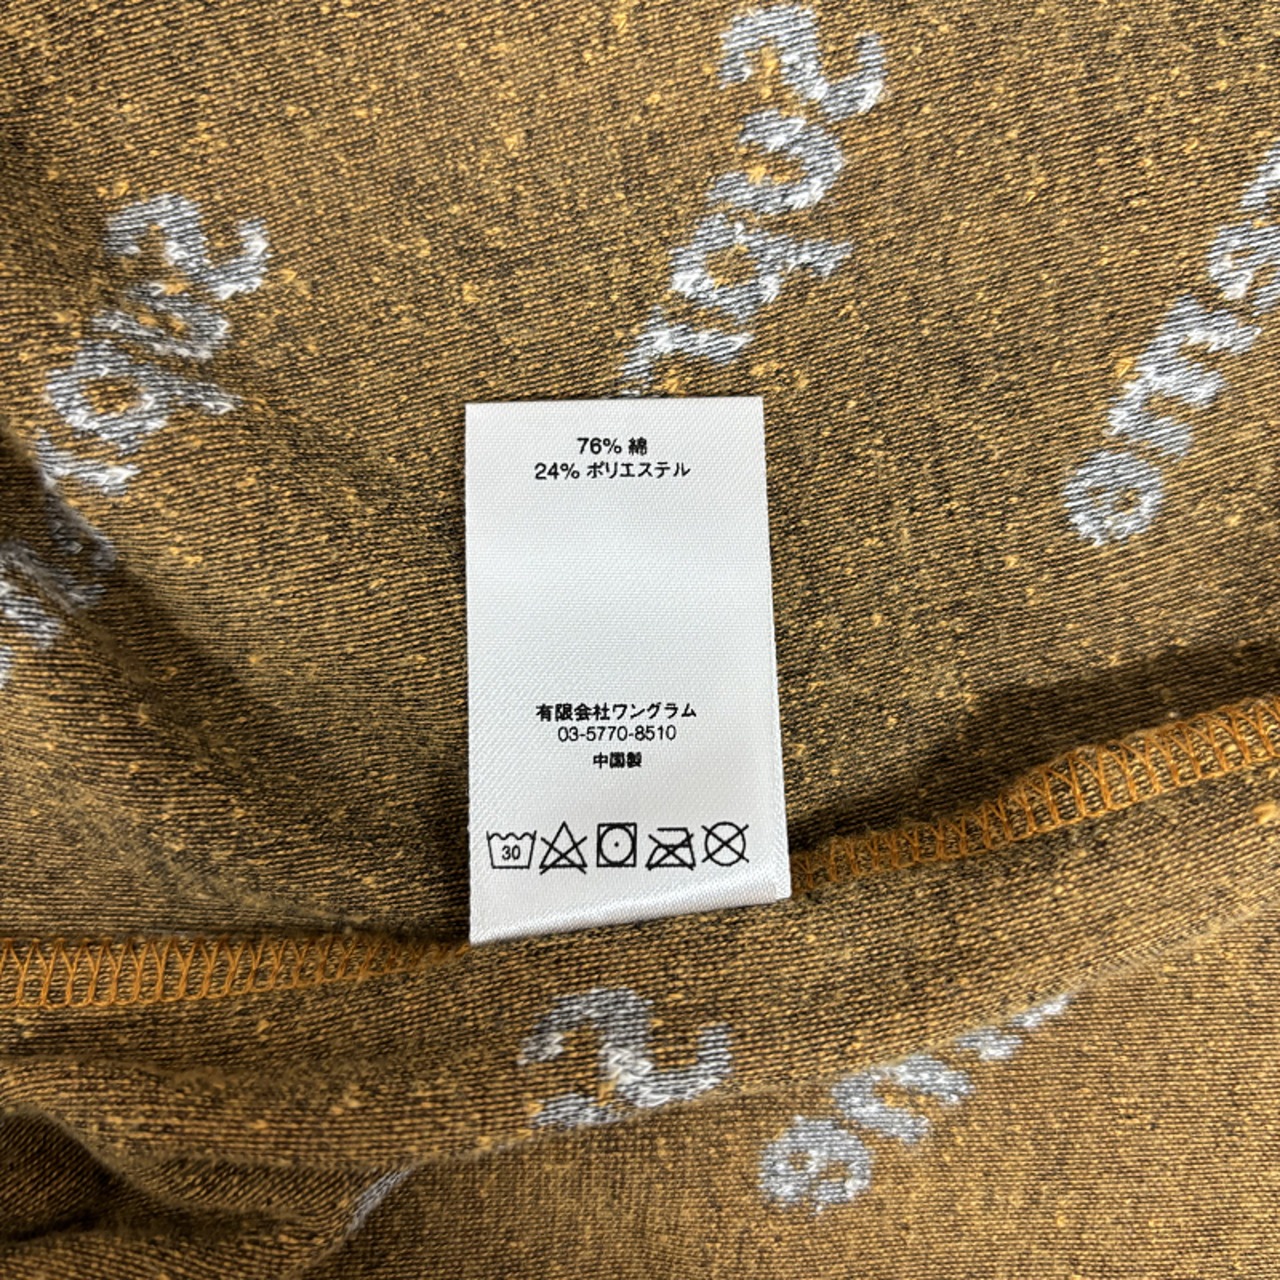 76% 綿
24% ポリエステル
有限会社ワングラム
03-5770-8510
中国製
30